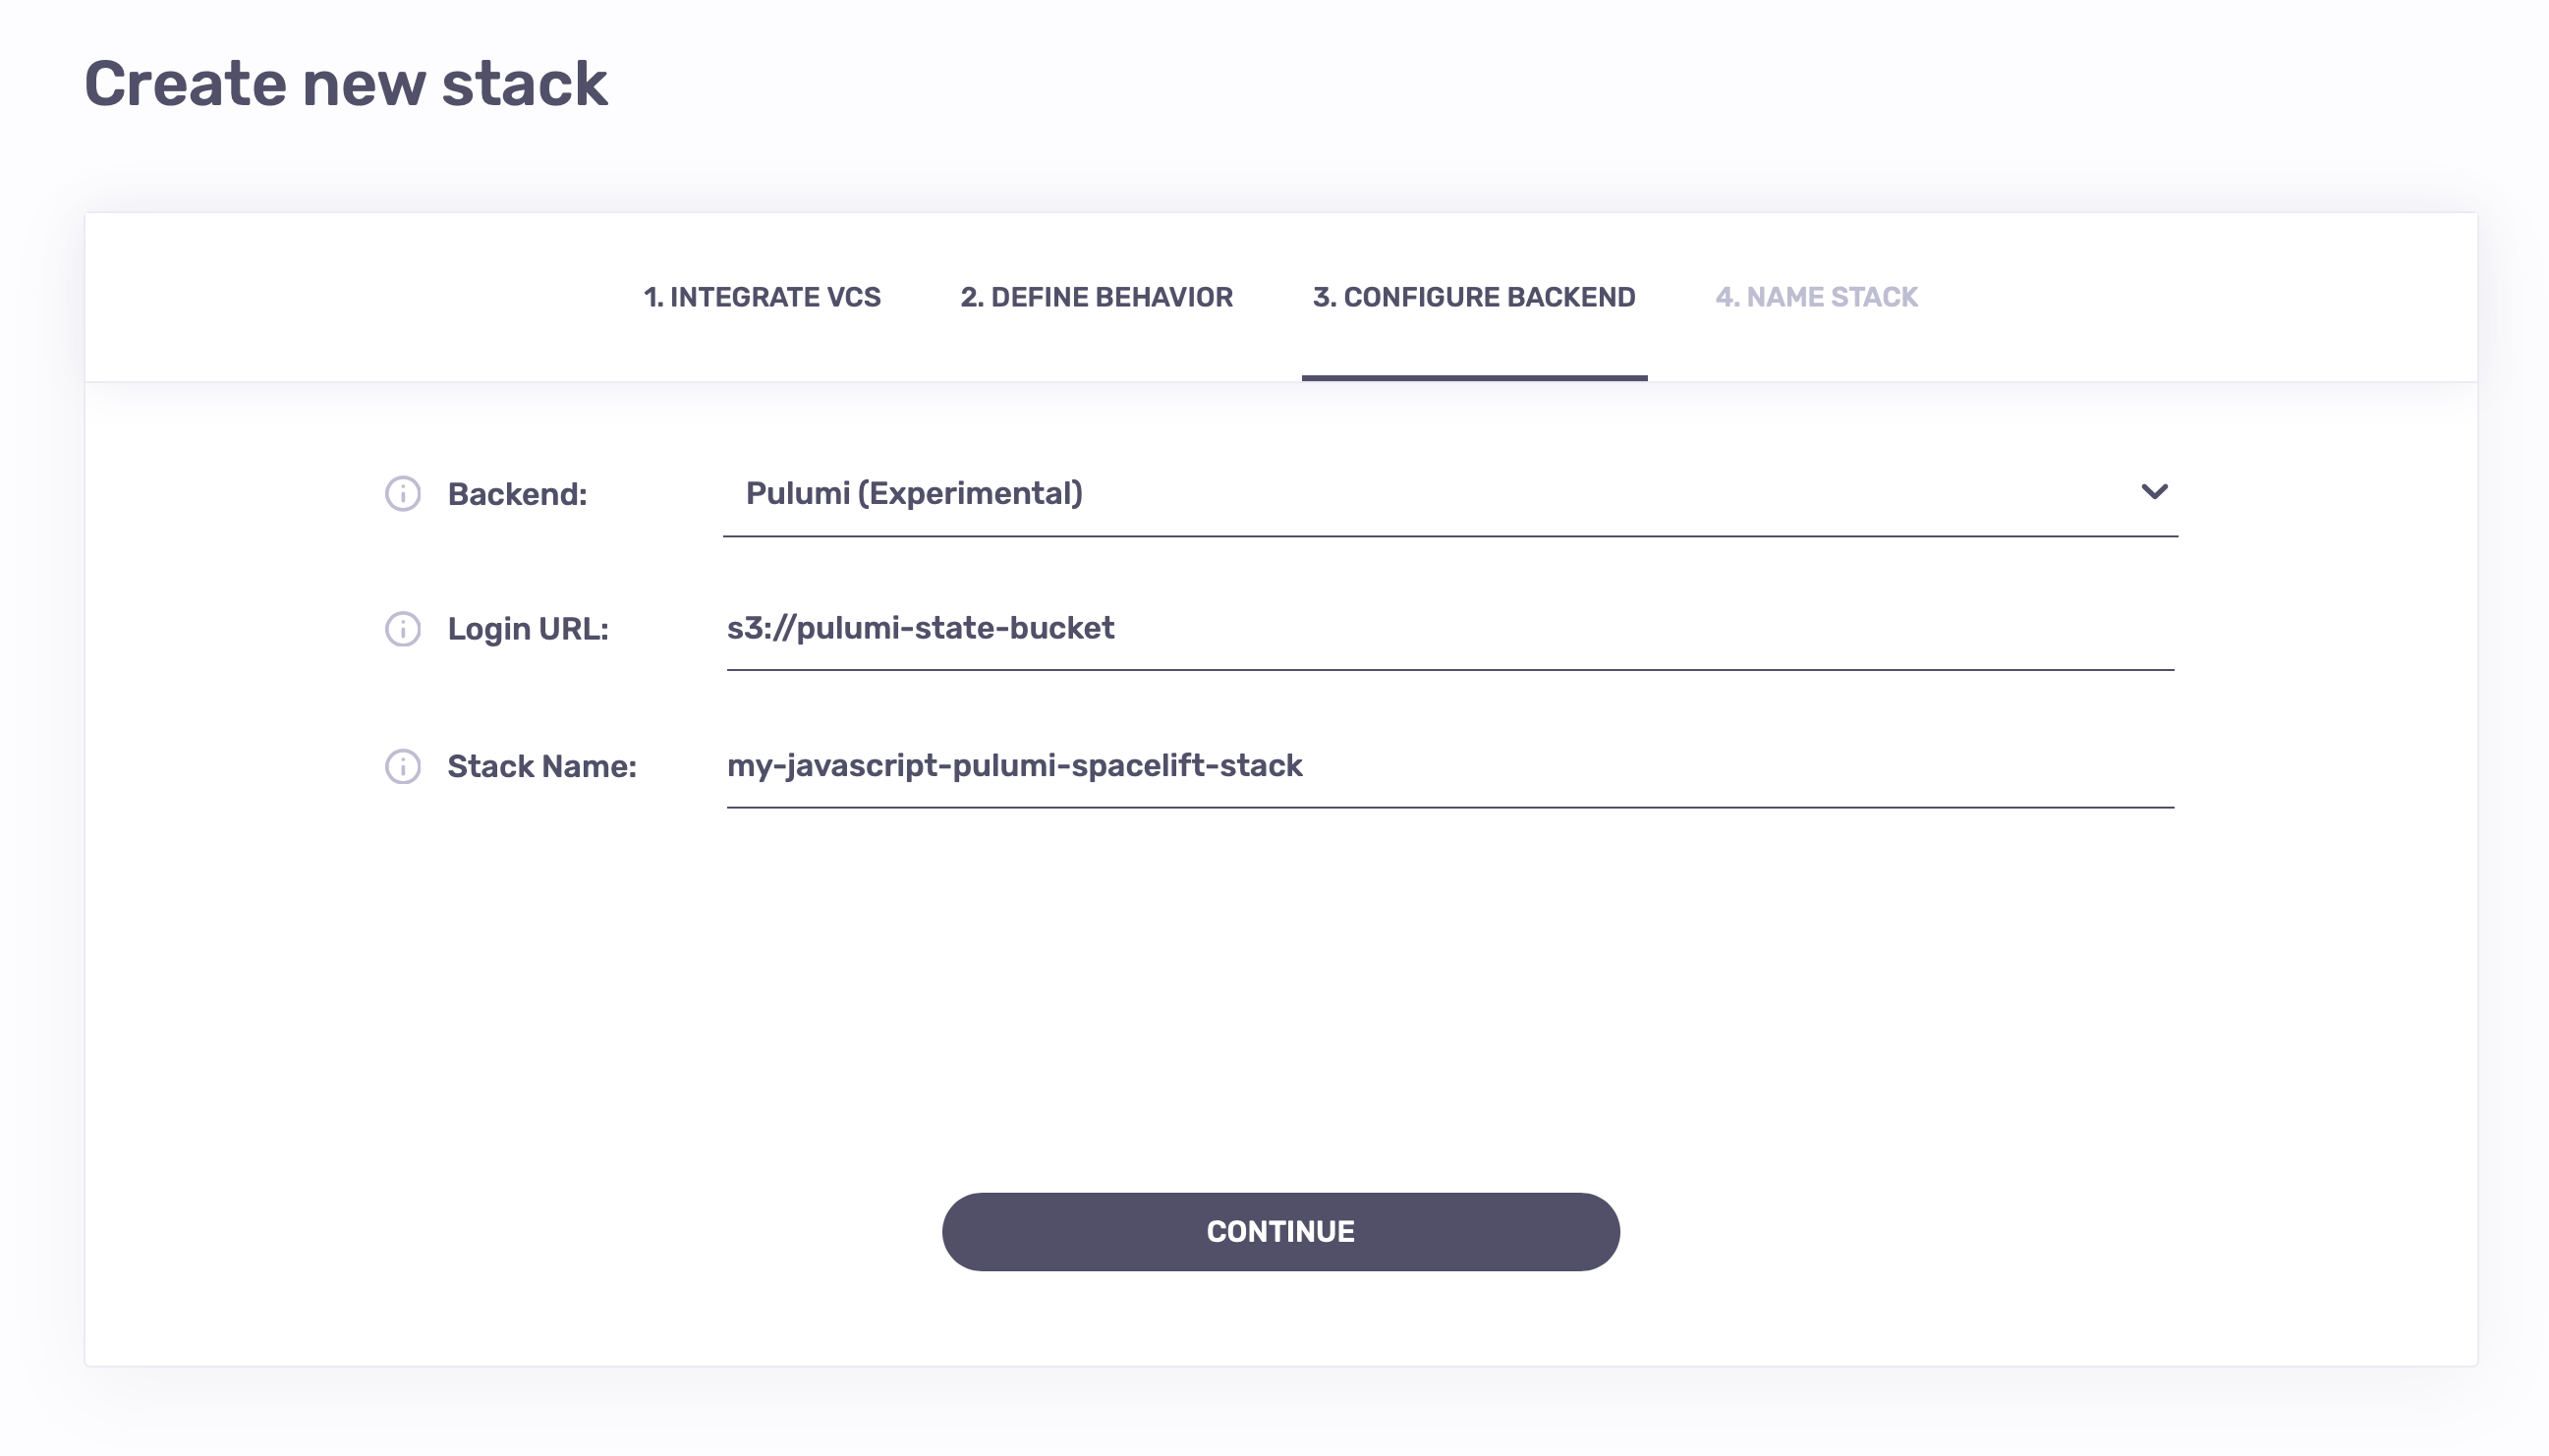 Create new stack
1. INTEGRATE VCS 2. DEFINE BEHAVIOR 3. CONFIGURE BACKEND 4. NAME STACK
Backend: Pulumi (Experimental)
Login URL: s3://pulumi-state-bucket
Stack Name: my-javascript-pulumi-spacelift-stack
CONTINUE